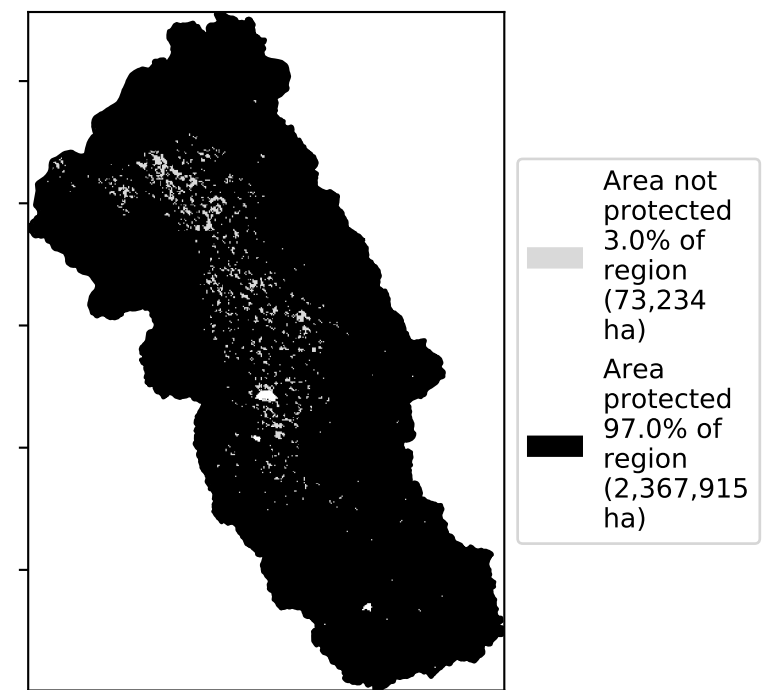 Area not
protected
3.0% of
region
(73,234
ha)
Area
protected
97.0% of
region
(2,367,915
ha)